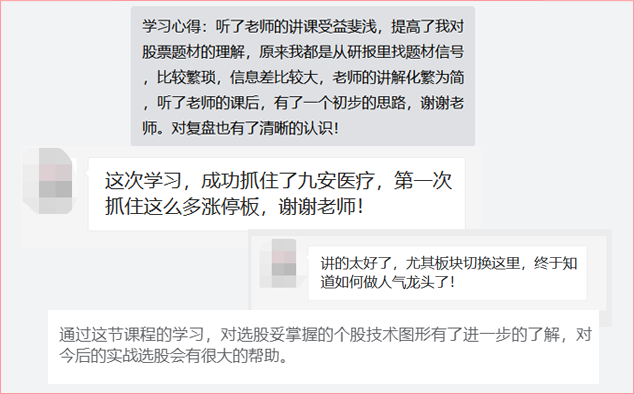 学习心得：听了老师的讲课受益斐浅，提高了我对
股票题材的理解，原来我都是从研报里找题材信号
，比较繁琐，信息差比较大，老师的讲解化繁为简
，听了老师的课后，有了一个初步的思路，谢谢老
师。对复盘也有了清晰的认识！
这次学习，成功抓住了九安医疗，第一次
抓住这么多涨停板，谢谢老师！
讲的太好了，尤其板块切换这里，终于知
道如何做人气龙头了！
通过这节课程的学习，对选股妥掌握的个股技术图形有了进一步的了解，对
今后的实战选股会有很大的帮助。